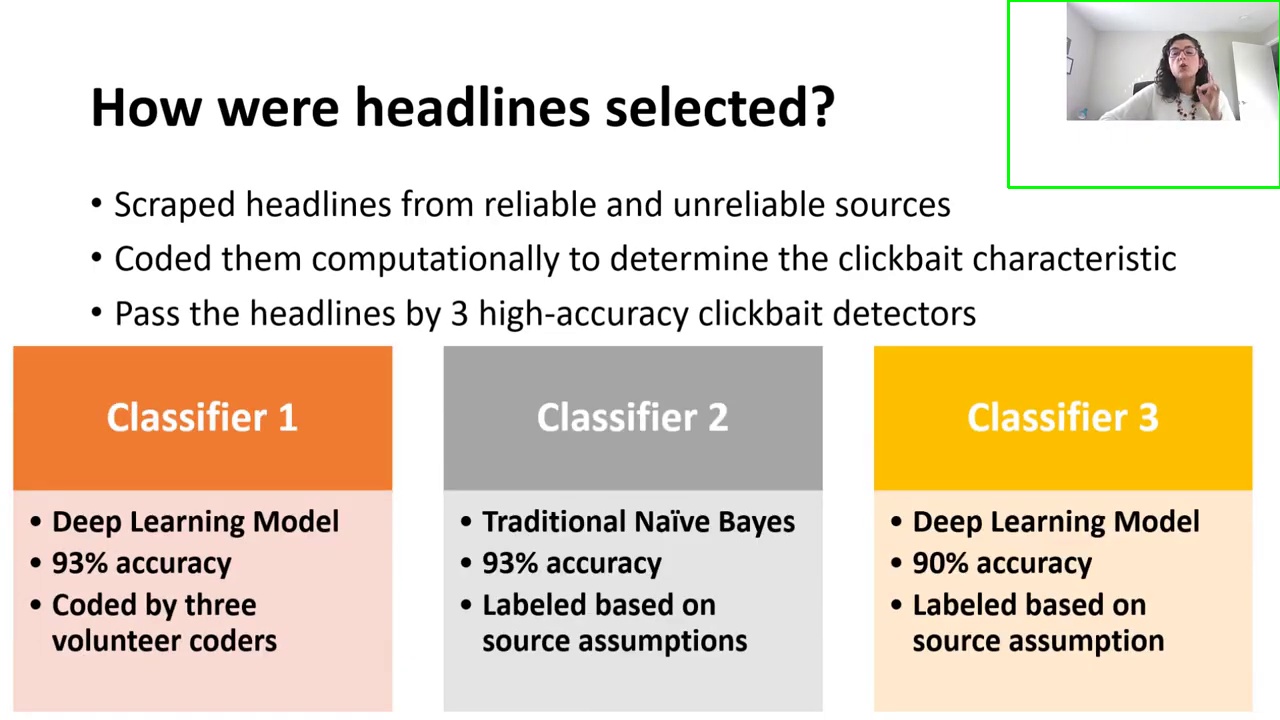 How were headlines selected?
• Scraped headlines from reliable and unreliable sources
• Coded them computationally to determine the clickbait characteristic
• Pass the headlines by 3 high-accuracy clickbait detectors
Classifier 1
• Deep Learning Model
• 93% accuracy
• Coded by three
volunteer coders
Classifier 2
• Traditional Naïve Bayes
• 93% accuracy
• Labeled based on
source assumptions
Classifier 3
• Deep Learning Model
• 90% accuracy
• Labeled based on
source assumption